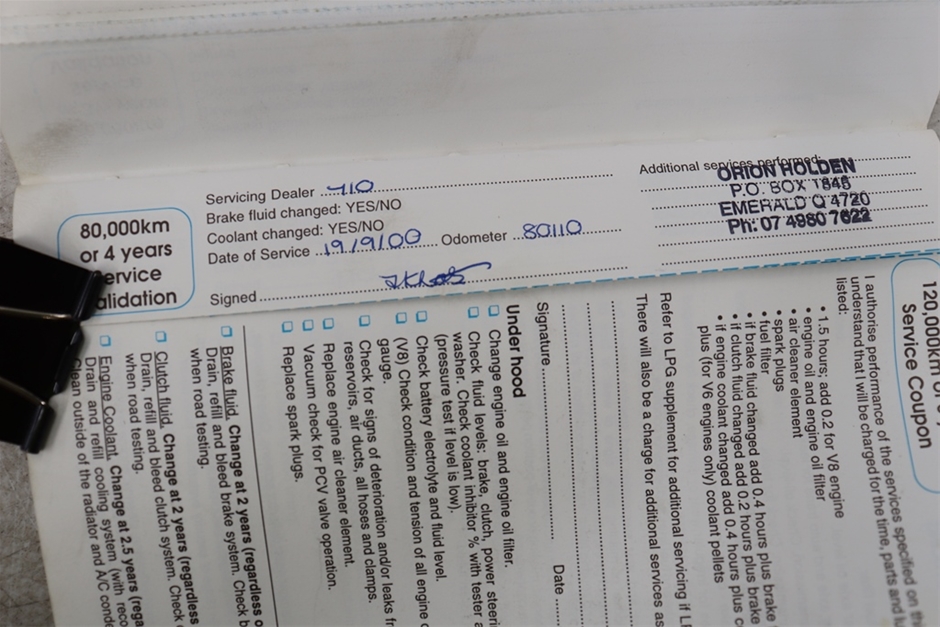 80,000km
or 4 years
ervice
alidation
Servicing Dealer 710
Brake fluid changed: YES/NO
Coolant changed: YES/NO
Date of Service 19/9/00 Odometer 80110
Signed
Additional services performed:
ORION HOLDEN
P.O. BOX 1845
EMERALD Q 4720
Ph: 07 4980 7622
120,000km or
Service Coupon
I authorise performance of the services specified on
understand that I will be charged for the time, parts and
listed:
• 1.5 hours; add 0.2 for V8 engine
• engine oil and engine oil filter
• air cleaner element
• spark plugs
• fuel filter
• if brake fluid changed add 0.4 hours plus brake
• if clutch fluid changed add 0.2 hours plus brake
• if engine coolant changed add 0.4 hours plus c
plus (for V6 engines only) coolant pellets
Refer to LPG supplement for additional servicing if
There will also be a charge for additional services as
Signature Date
Under hood
Change engine oil and engine oil filter.
Check fluid levels: brake, clutch, power steeri
washer. Check coolant inhibitor % with tester
(pressure test if level is low).
Check battery electrolyte and fluid level.
(V8) Check condition and tension of all engine
gauge.
Check for signs of deterioration and/or leaks
reservoirs, air ducts, all hoses and clamps.
Replace engine air cleaner element.
Vacuum check for PCV valve operation.
Replace spark plugs.
Brake fluid. Change at 2 years (regardless o
Drain, refill and bleed brake system. Check
when road testing.
Clutch fluid. Change at 2 years (regardless
Drain, refill and bleed clutch system. Check
when road testing.
Engine Coolant. Change at 2.5 years (rega
Drain and refill cooling system (with reco
Clean outside of the radiator and A/C conde